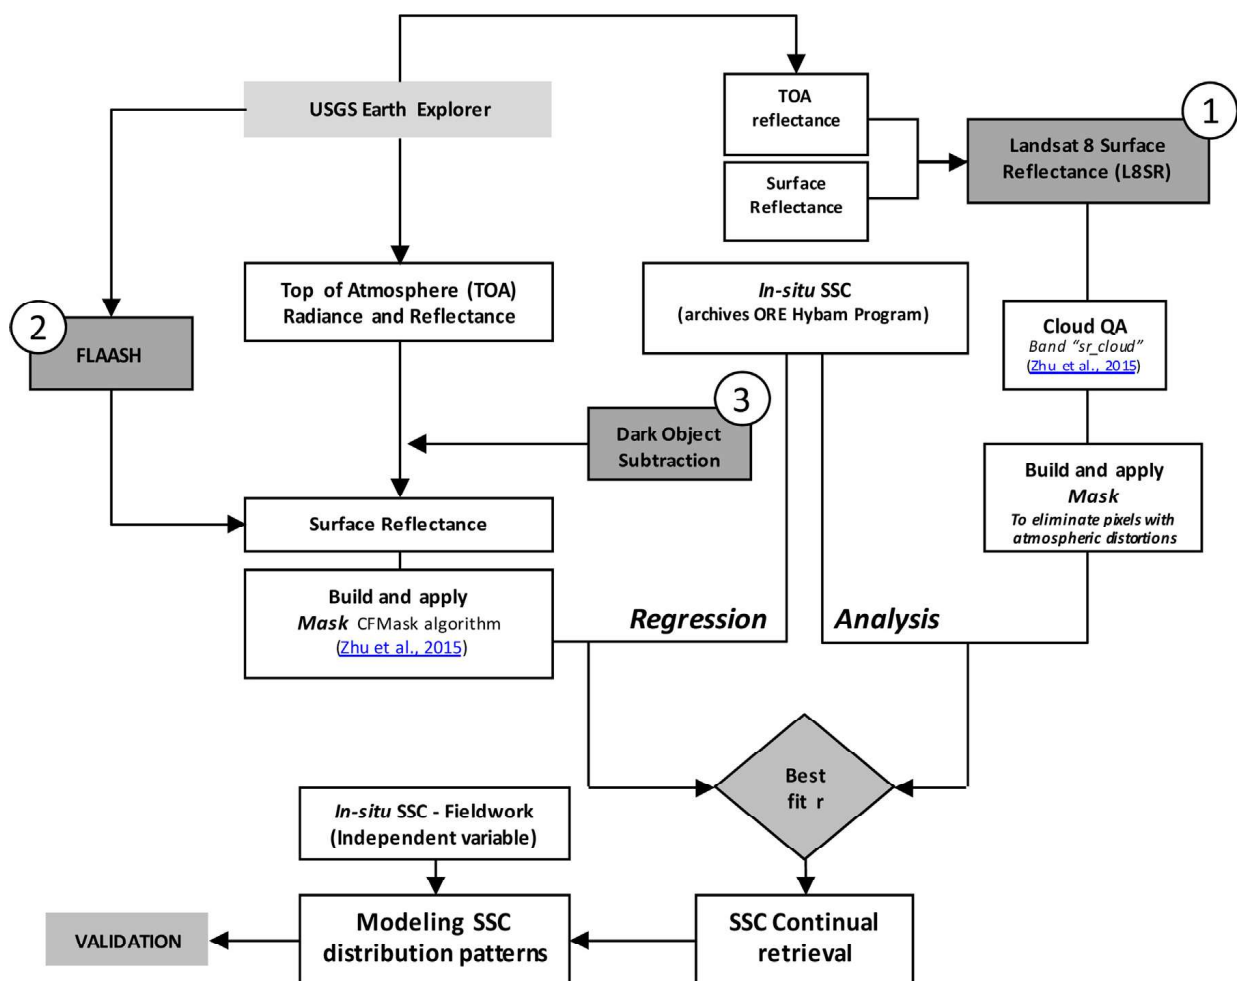 USGS Earth Explorer
TOA
reflectance
Surface
Reflectance
1
Landsat 8 Surface
Reflectance (L8SR)
2
FLAASH
Top of Atmosphere (TOA)
Radiance and Reflectance
In-situ SSC
(archives ORE Hybam Program)
Cloud QA
Band “sr_cloud”
(Zhu et al., 2015)
3
Dark Object
Subtraction
Build and apply
Mask
To eliminate pixels with
atmospheric distortions
Surface Reflectance
Build and apply
Mask CFMask algorithm
(Zhu et al., 2015)
Regression Analysis
Best
fit r
In-situ SSC - Fieldwork
(Independent variable)
VALIDATION
Modeling SSC
distribution patterns
SSC Continual
retrieval